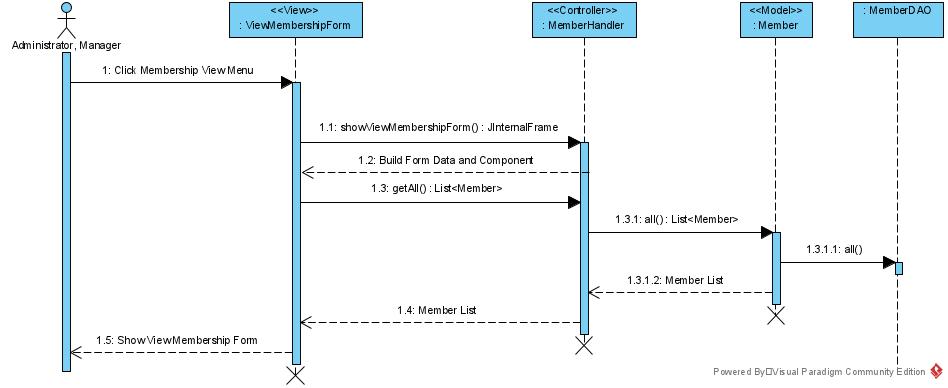 <<View>>
: ViewMembershipForm
<<Controller>>
: MemberHandler
<<Model>>
: Member
: MemberDAO
Administrator, Manager
1: Click Membership View Menu
1.1: showViewMembershipForm() : JInternalFrame
1.2: Build Form Data and Component
1.3: getAll() : List<Member>
1.3.1: all() : List<Member>
1.3.1.1: all()
1.3.1.2: Member List
1.4: Member List
1.5: Show View Membership Form
Powered By□Visual Paradigm Community Edition